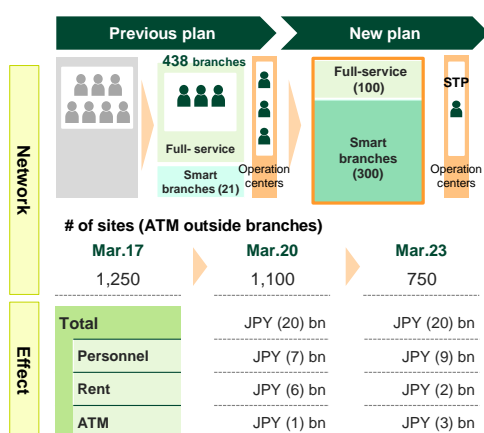 Previous plan
New plan
Network
438 branches
Full- service
Smart
branches (21)
Operation
centers
Full-service
(100)
Smart
branches
(300)
STP
Operation
centers
# of sites (ATM outside branches)
Mar.17 Mar.20 Mar.23
1,250 1,100 750
Effect
Total JPY (20) bn JPY (20) bn
Personnel JPY (7) bn JPY (9) bn
Rent JPY (6) bn JPY (2) bn
ATM JPY (1) bn JPY (3) bn